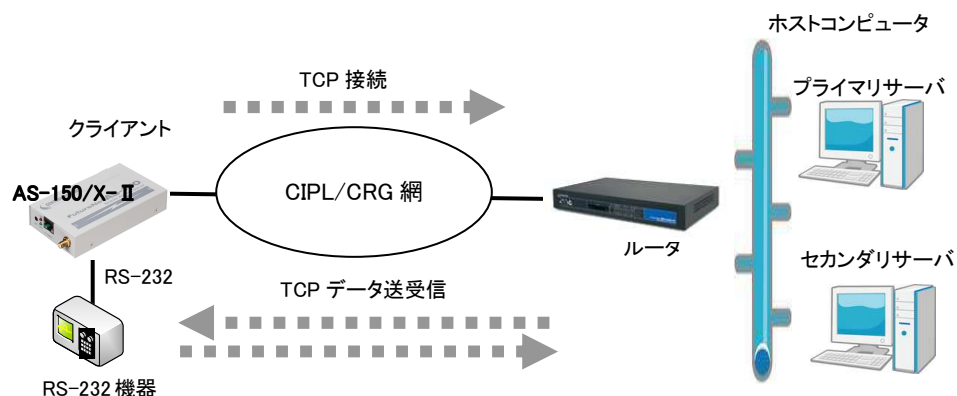 ホストコンピュータ
TCP 接続
プライマリサーバ
クライアント
AS-150/X-Ⅱ
CIPL/CRG 網
ルータ
セカンダリサーバ
RS-232
TCP データ送受信
RS-232 機器